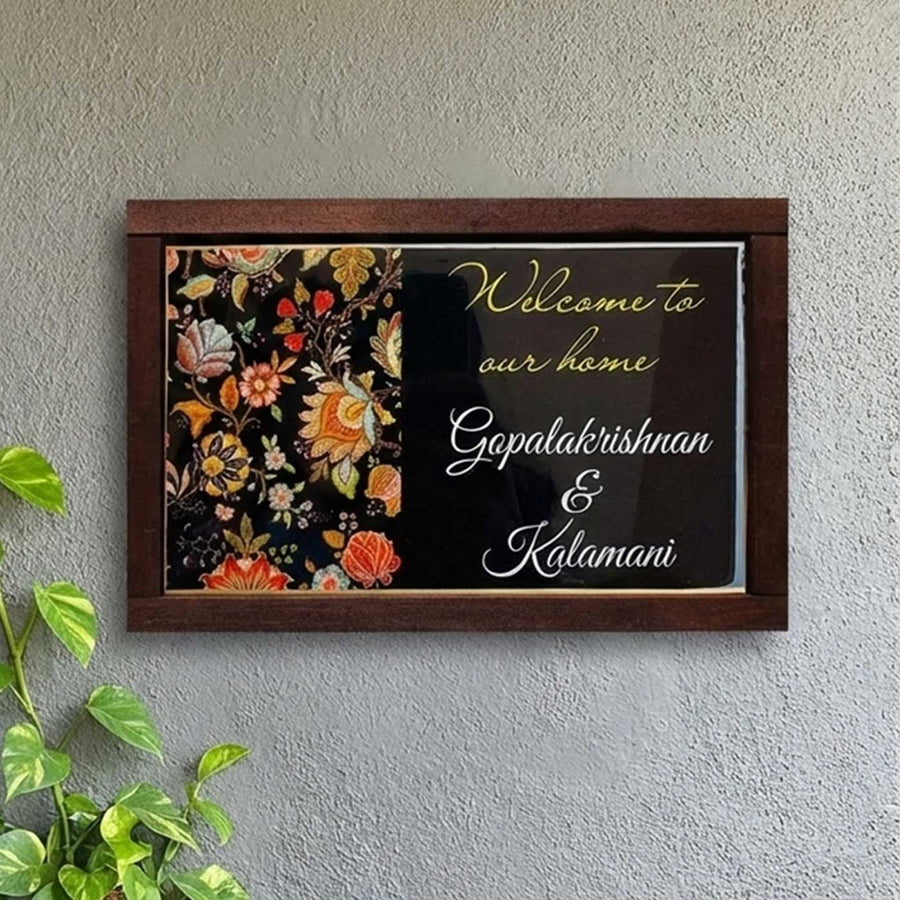 Welcome to
our home
Gopalakrishnan
&
Kalamani